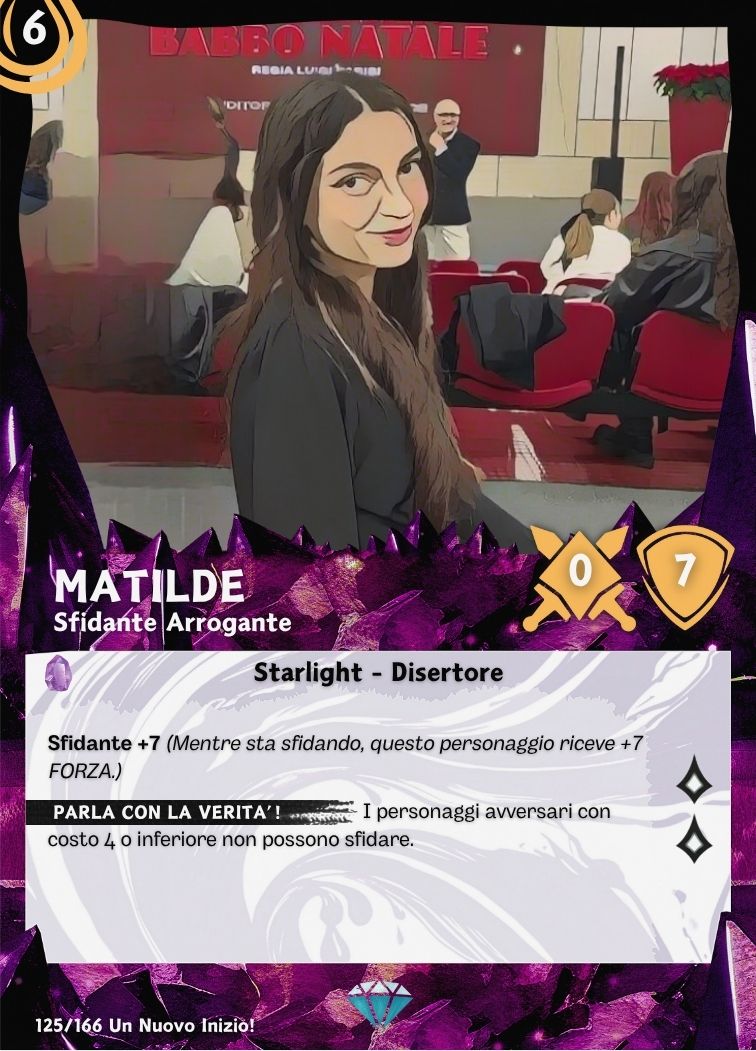 6
BABBO NATALE
REGIA LUIGI PARISI
MATILDE
Sfidante Arrogante
0
7
Starlight - Disertore
Sfidante +7 (Mentre sta sfidando, questo personaggio riceve +7
FORZA.)
PARLA CON LA VERITA'! I personaggi avversari con
costo 4 o inferiore non possono sfidare.
125/166 Un Nuovo Inizio!